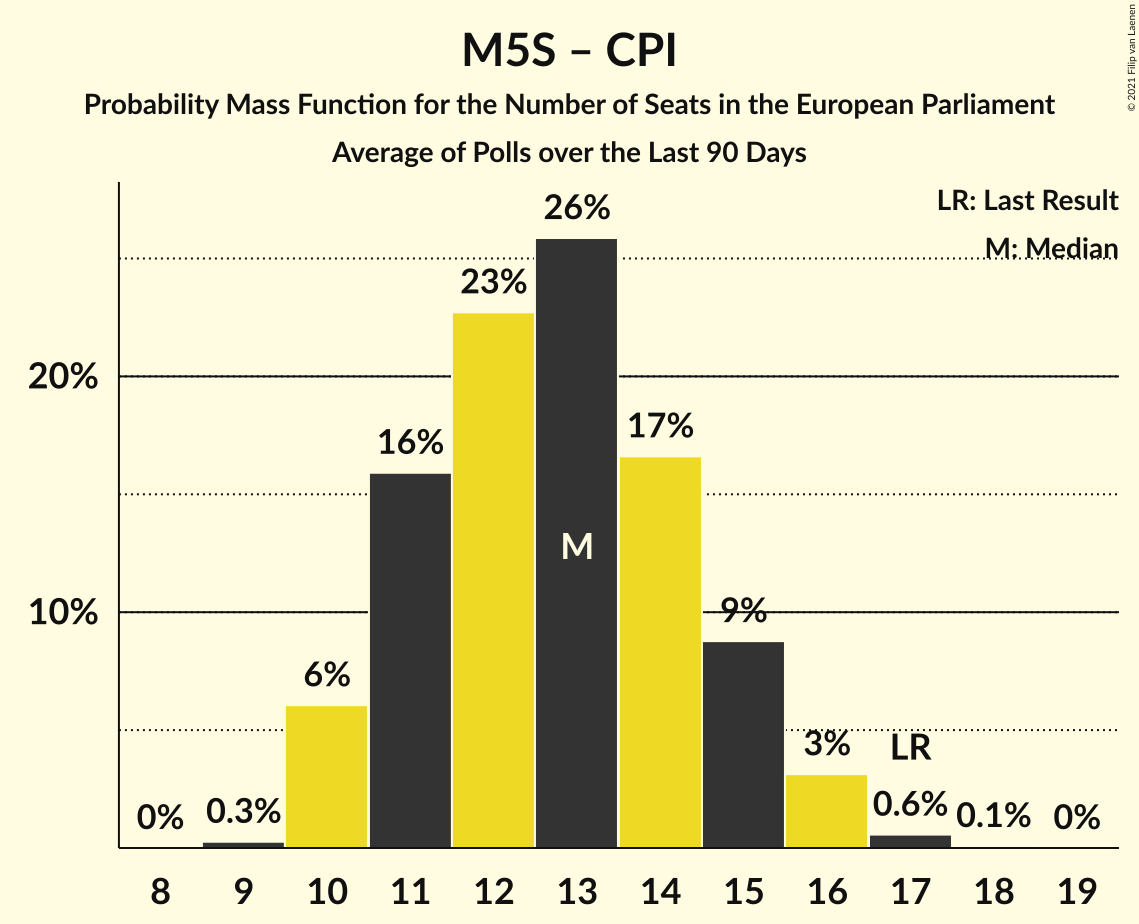 M5S – CPI
Probability Mass Function for the Number of Seats in the European Parliament
Average of Polls over the Last 90 Days
© 2021 Filip van Laenen
LR: Last Result
M: Median
26%
23%
20%
17%
16%
M
10%
9%
6%
3%
LR
0% 0.3% 0.6% 0.1% 0%
8 9 10 11 12 13 14 15 16 17 18 19